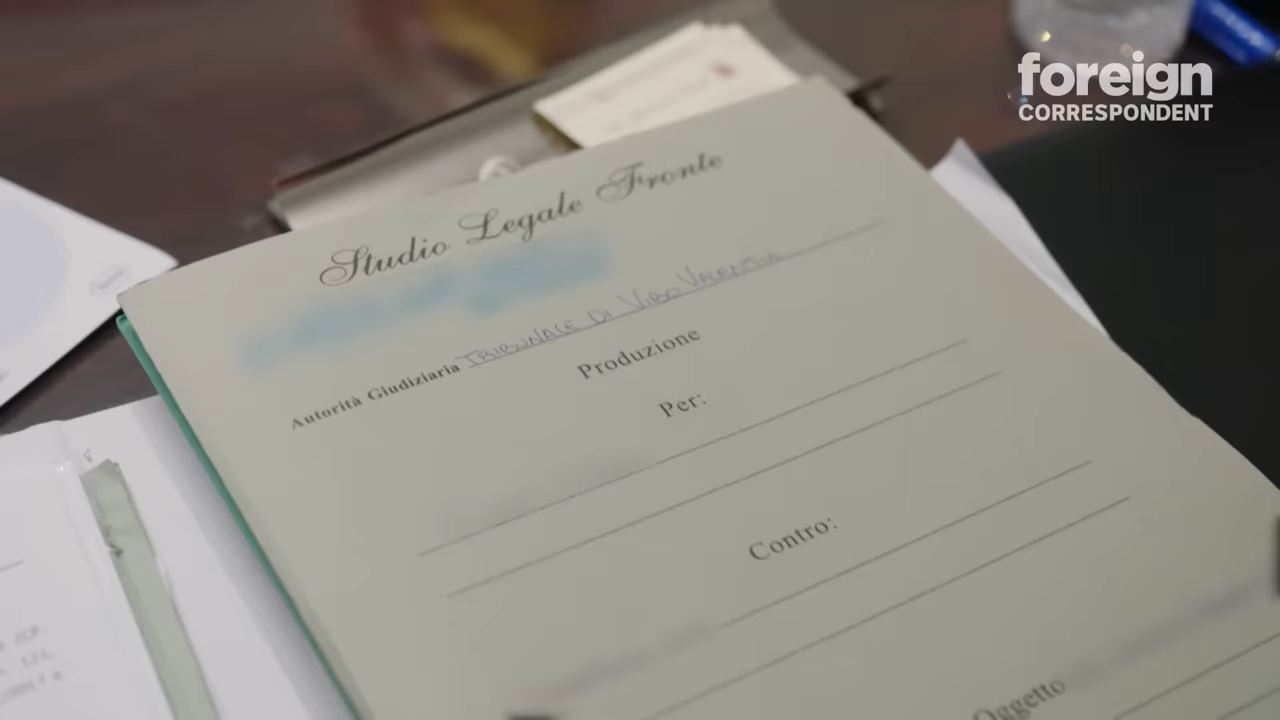 foreign
CORRESPONDENT
Studio Legale Fronte
Autorità Giudiziaria TRIBUNALE DI VIBO VALENTIA
Produzione
Per:
Contro:
Oggetto